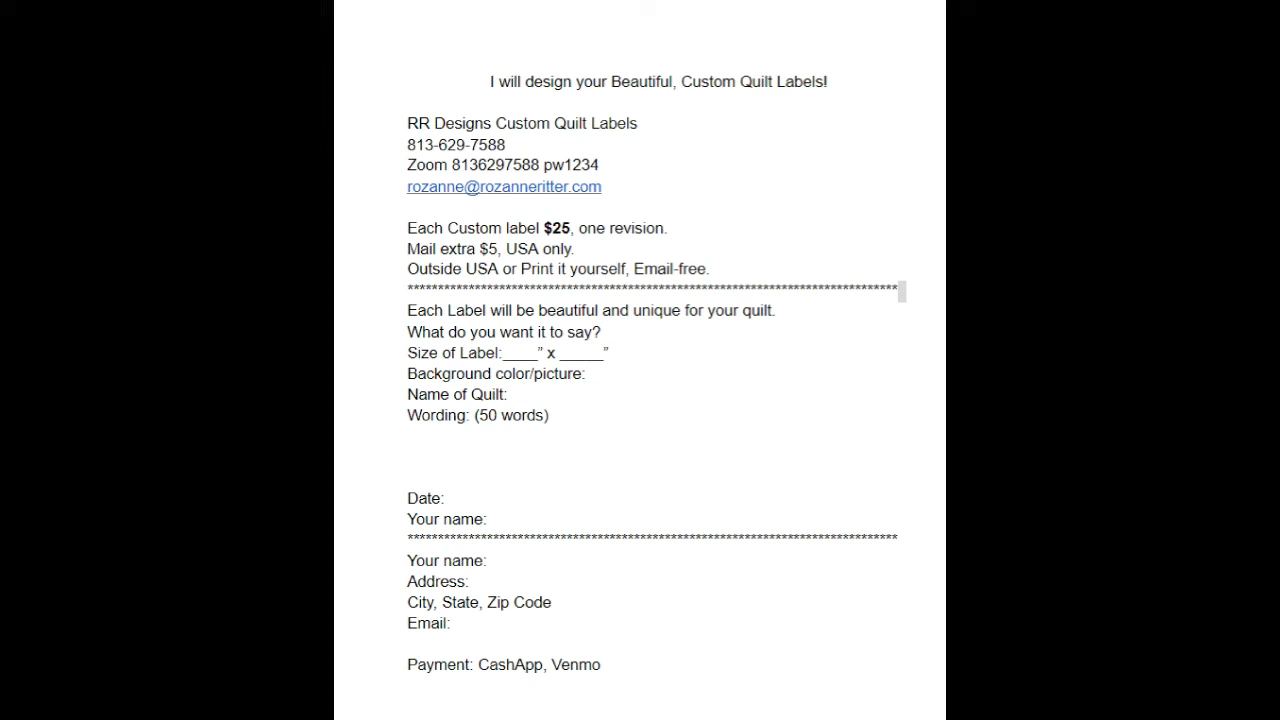 I will design your Beautiful, Custom Quilt Labels!
RR Designs Custom Quilt Labels
813-629-7588
Zoom 8136297588 pw1234
rozanne@rozanneritter.com
Each Custom label $25, one revision.
Mail extra $5, USA only.
Outside USA or Print it yourself, Email-free.
**********************************************************************************
Each Label will be beautiful and unique for your quilt.
What do you want it to say?
Size of Label:____” x _____”
Background color/picture:
Name of Quilt:
Wording: (50 words)
Date:
Your name:
**********************************************************************************
Your name:
Address:
City, State, Zip Code
Email:
Payment: CashApp, Venmo